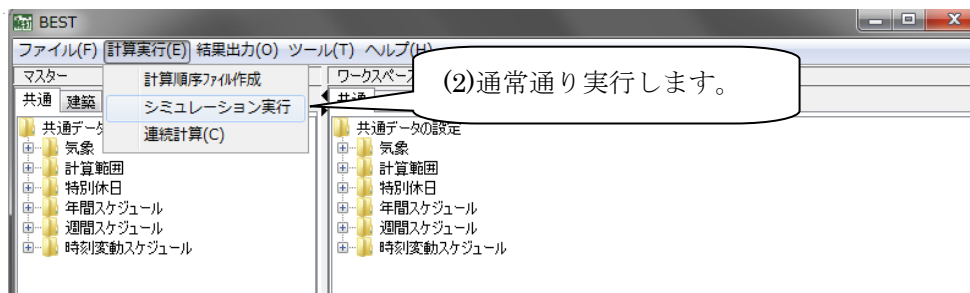 BEST
ファイル(F) 計算実行(E) 結果出力(O) ツール(T) ヘルプ(H)
マスター
ワークスペース
計算順序ファイル作成
シミュレーション実行
連続計算(C)
(2)通常通り実行します。
共通 建築
共通
共通データ
気象
計算範囲
特別休日
年間スケジュール
週間スケジュール
時刻変動スケジュール
共通データの設定
気象
計算範囲
特別休日
年間スケジュール
週間スケジュール
時刻変動スケジュール